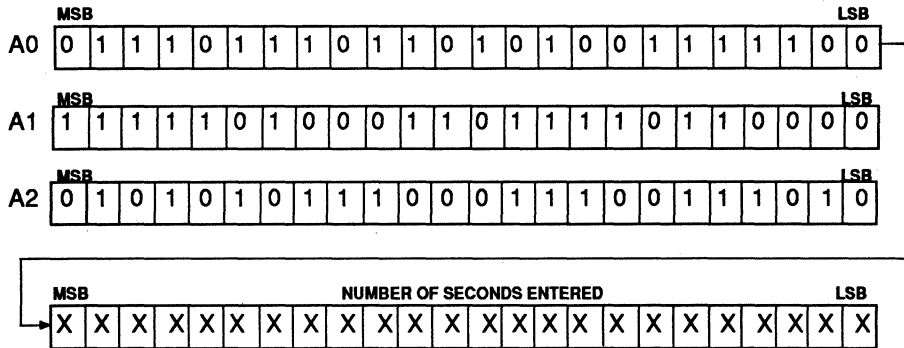 MSB LSB
A0 0 1 1 1 0 1 1 1 0 1 1 0 1 0 1 0 0 1 1 1 1 1 0 0
MSB LSB
A1 1 1 1 1 1 0 1 0 0 0 1 1 0 1 1 1 1 0 1 1 0 0 0 0
MSB LSB
A2 0 1 0 1 0 1 0 1 1 1 0 0 0 1 1 1 0 0 1 1 1 0 1 0
MSB NUMBER OF SECONDS ENTERED LSB
X X X X X X X X X X X X X X X X X X X X X X X X